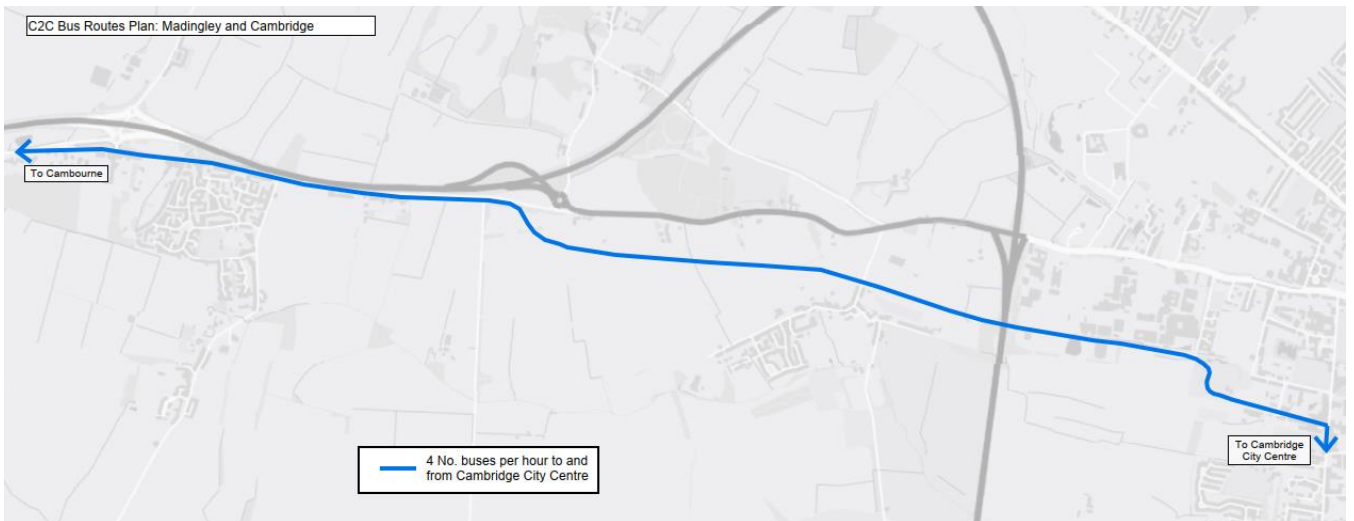 C2C Bus Routes Plan: Madingley and Cambridge
To Cambourne
4 No. buses per hour to and
from Cambridge City Centre
To Cambridge
City Centre